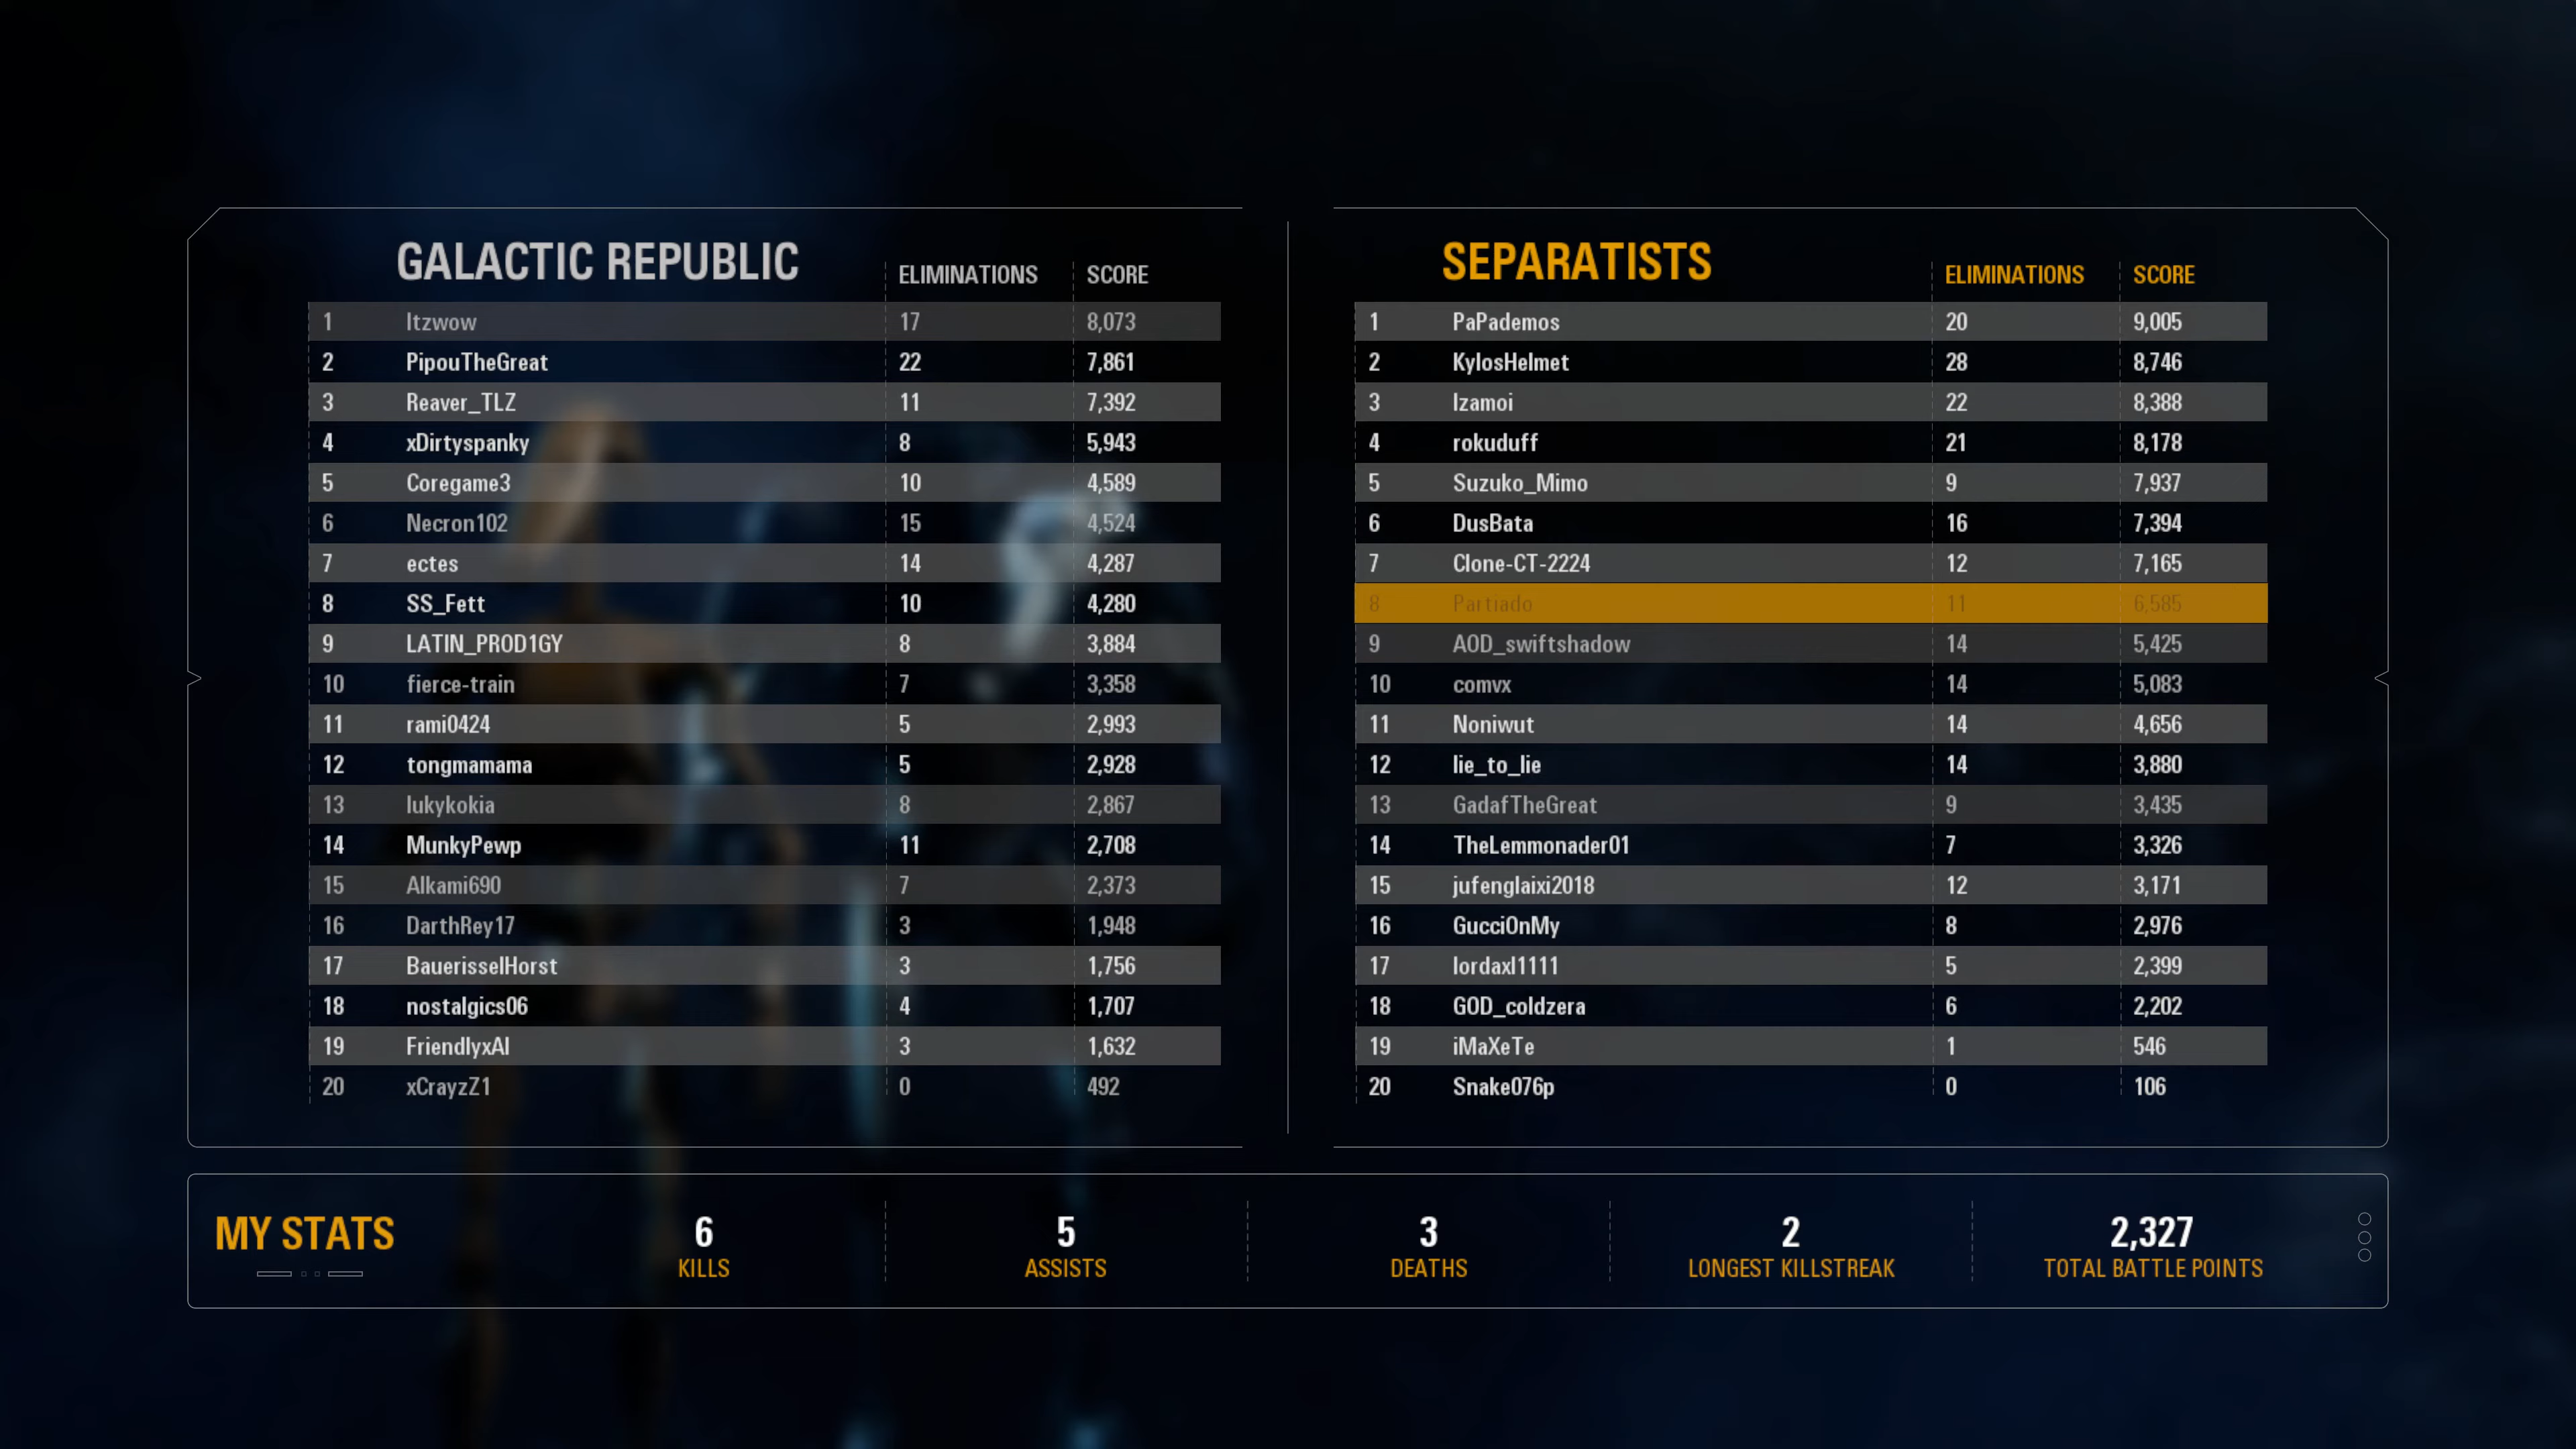 GALACTIC REPUBLIC ELIMINATIONS SCORE
1 Itzwow 17 8,073
2 PipouTheGreat 22 7,861
3 Reaver_TLZ 11 7,392
4 xDirtyspanky 8 5,943
5 Coregame3 10 4,589
6 Necron102 15 4,524
7 ectes 14 4,287
8 SS_Fett 10 4,280
9 LATIN_PROD1GY 8 3,884
10 fierce-train 7 3,358
11 rami0424 5 2,993
12 tongmamama 5 2,928
13 lukykokia 8 2,867
14 MunkyPewp 11 2,708
15 Alkami690 7 2,373
16 DarthRey17 3 1,948
17 BauerisselHorst 3 1,756
18 nostalgics06 4 1,707
19 FriendlyxAI 3 1,632
20 xCrayzZ1 0 492
SEPARATISTS ELIMINATIONS SCORE
1 PaPademos 20 9,005
2 KylosHelmet 28 8,746
3 Izamoi 22 8,388
4 rokuduff 21 8,178
5 Suzuko_Mimo 9 7,937
6 DusBata 16 7,394
7 Clone-CT-2224 12 7,165
8 Partiado 11 6,585
9 AOD_swiftshadow 14 5,425
10 comvx 14 5,083
11 Noniwut 14 4,656
12 lie_to_lie 14 3,880
13 GadafTheGreat 9 3,435
14 TheLemmonader01 7 3,326
15 jufenglaixi2018 12 3,171
16 GucciOnMy 8 2,976
17 lordaxl1111 5 2,399
18 GOD_coldzera 6 2,202
19 iMaXeTe 1 546
20 Snake076p 0 106
MY STATS
6 KILLS
5 ASSISTS
3 DEATHS
2 LONGEST KILLSTREAK
2,327 TOTAL BATTLE POINTS